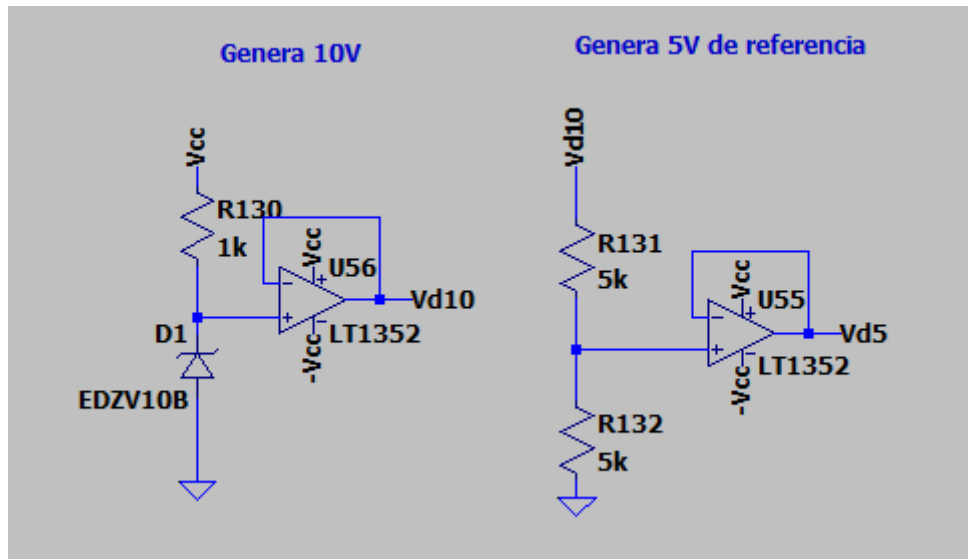 Genera 10V
Genera 5V de referencia
Vcc
R130
1k
Vcc
U56
Vd10
LT1352
-Vcc
D1
EDZV10B
Vd10
R131
5k
Vcc
U55
Vd5
LT1352
-Vcc
R132
5k